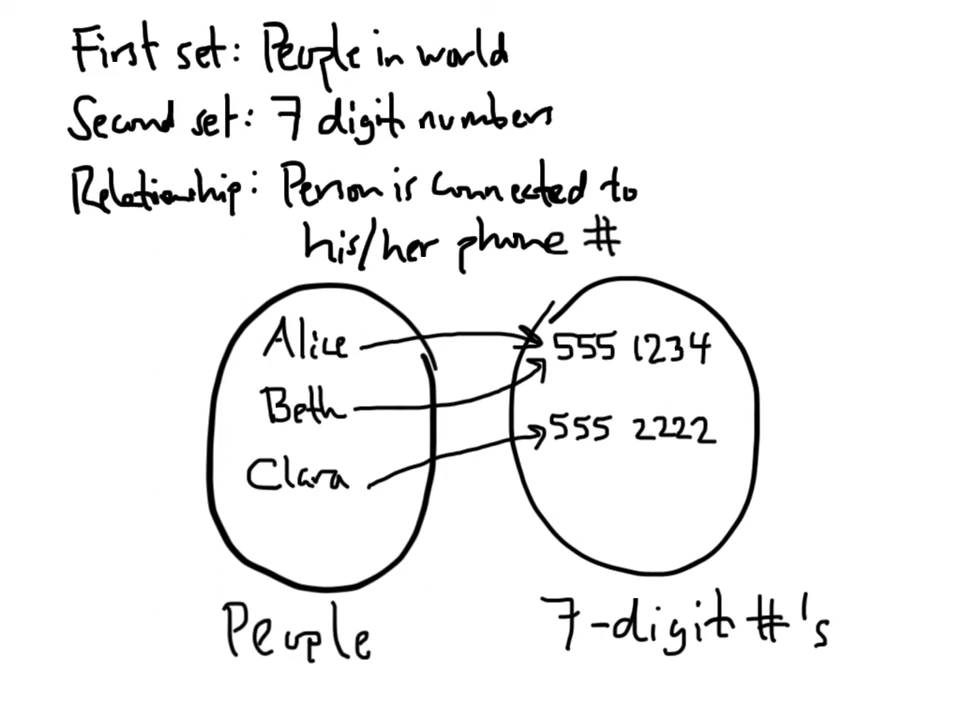 First set: People in world
Second set: 7 digit numbers
Relationship: Person is connected to
his/her phone #
Alice
555 1234
Beth
Clara
555 2222
People
7-digit #'s